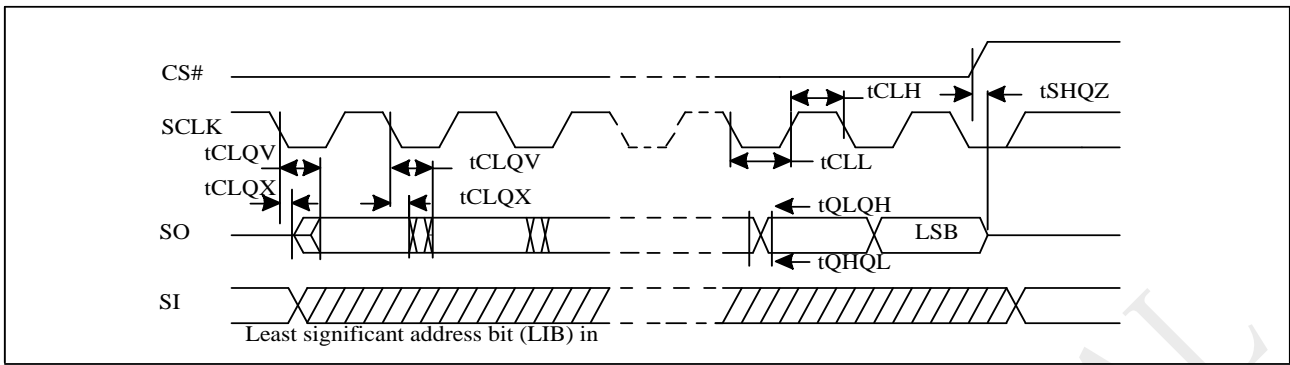 CS#
tCLH
tSHQZ
SCLK
tCLQV
tCLQV
tCLL
tCLQX
tCLQX
tQLQH
SO
LSB
tQHQL
SI
Least significant address bit (LIB) in
AL